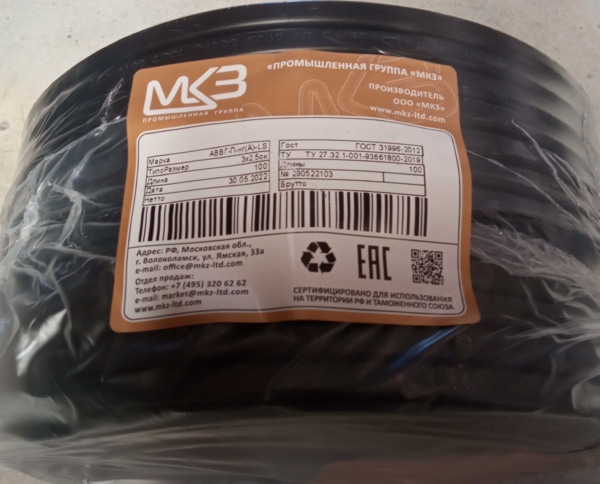 МКЗ
ПРОМЫШЛЕННАЯ ГРУППА
«ПРОМЫШЛЕННАЯ ГРУППА «МКЗ»
ПРОИЗВОДИТЕЛЬ
ООО «МКЗ»
www.mkz-ltd.com
Марка АВВГ-П-нг(А)-LS
ТипоРазмер 3х2,5ок
Длина 100
Дата 30.05.2022
Нетто
Гост ГОСТ 31996-2012
ТУ ТУ 27.32.1-001-93661800-2019
Длины 100
№ 290522103
Брутто
Адрес: РФ, Московская обл.,
г. Волоколамск, ул. Ямская, 33а
e-mail: office@mkz-ltd.com
Отдел продаж:
Телефон: +7 (495) 320 62 62
e-mail: market@mkz-ltd.com
www.mkz-ltd.com
EAC
СЕРТИФИЦИРОВАНО ДЛЯ ИСПОЛЬЗОВАНИЯ
НА ТЕРРИТОРИИ РФ И ТАМОЖЕННОГО СОЮЗА